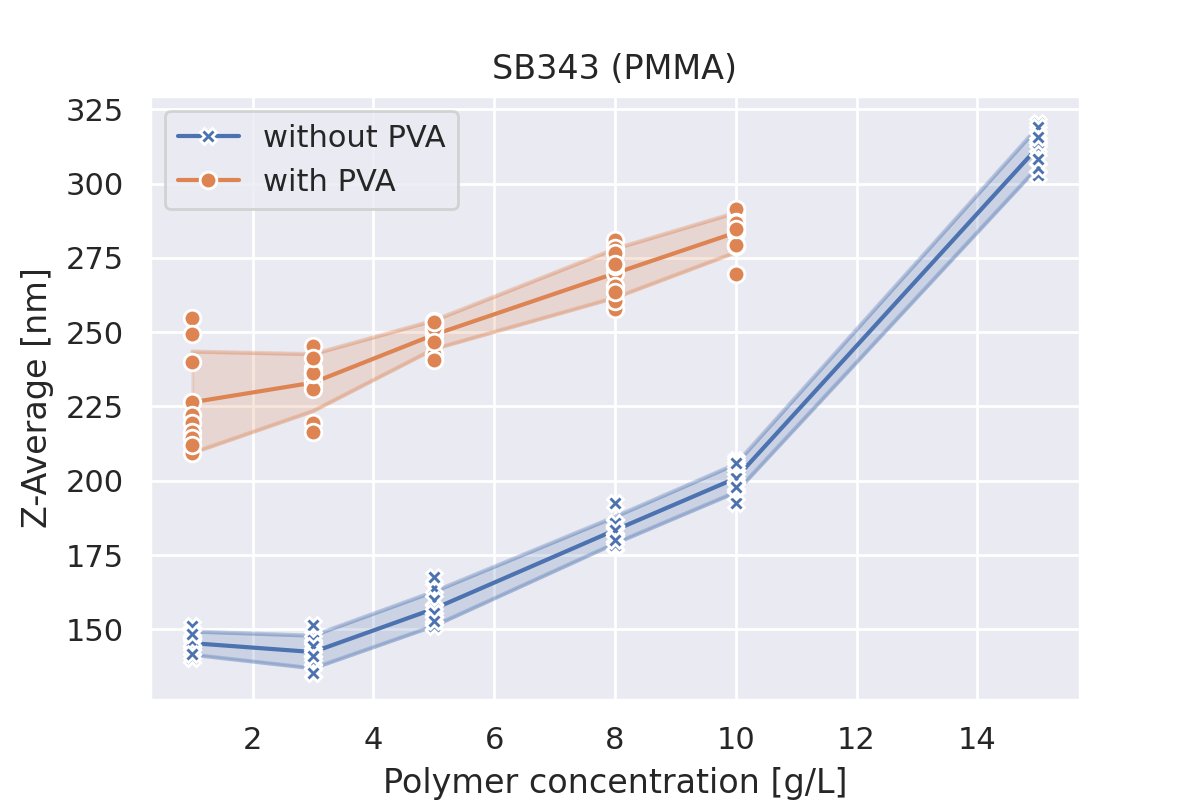 SB343 (PMMA)
without PVA
with PVA
Z-Average [nm]
325
300
275
250
225
200
175
150
2 4 6 8 10 12 14
Polymer concentration [g/L]